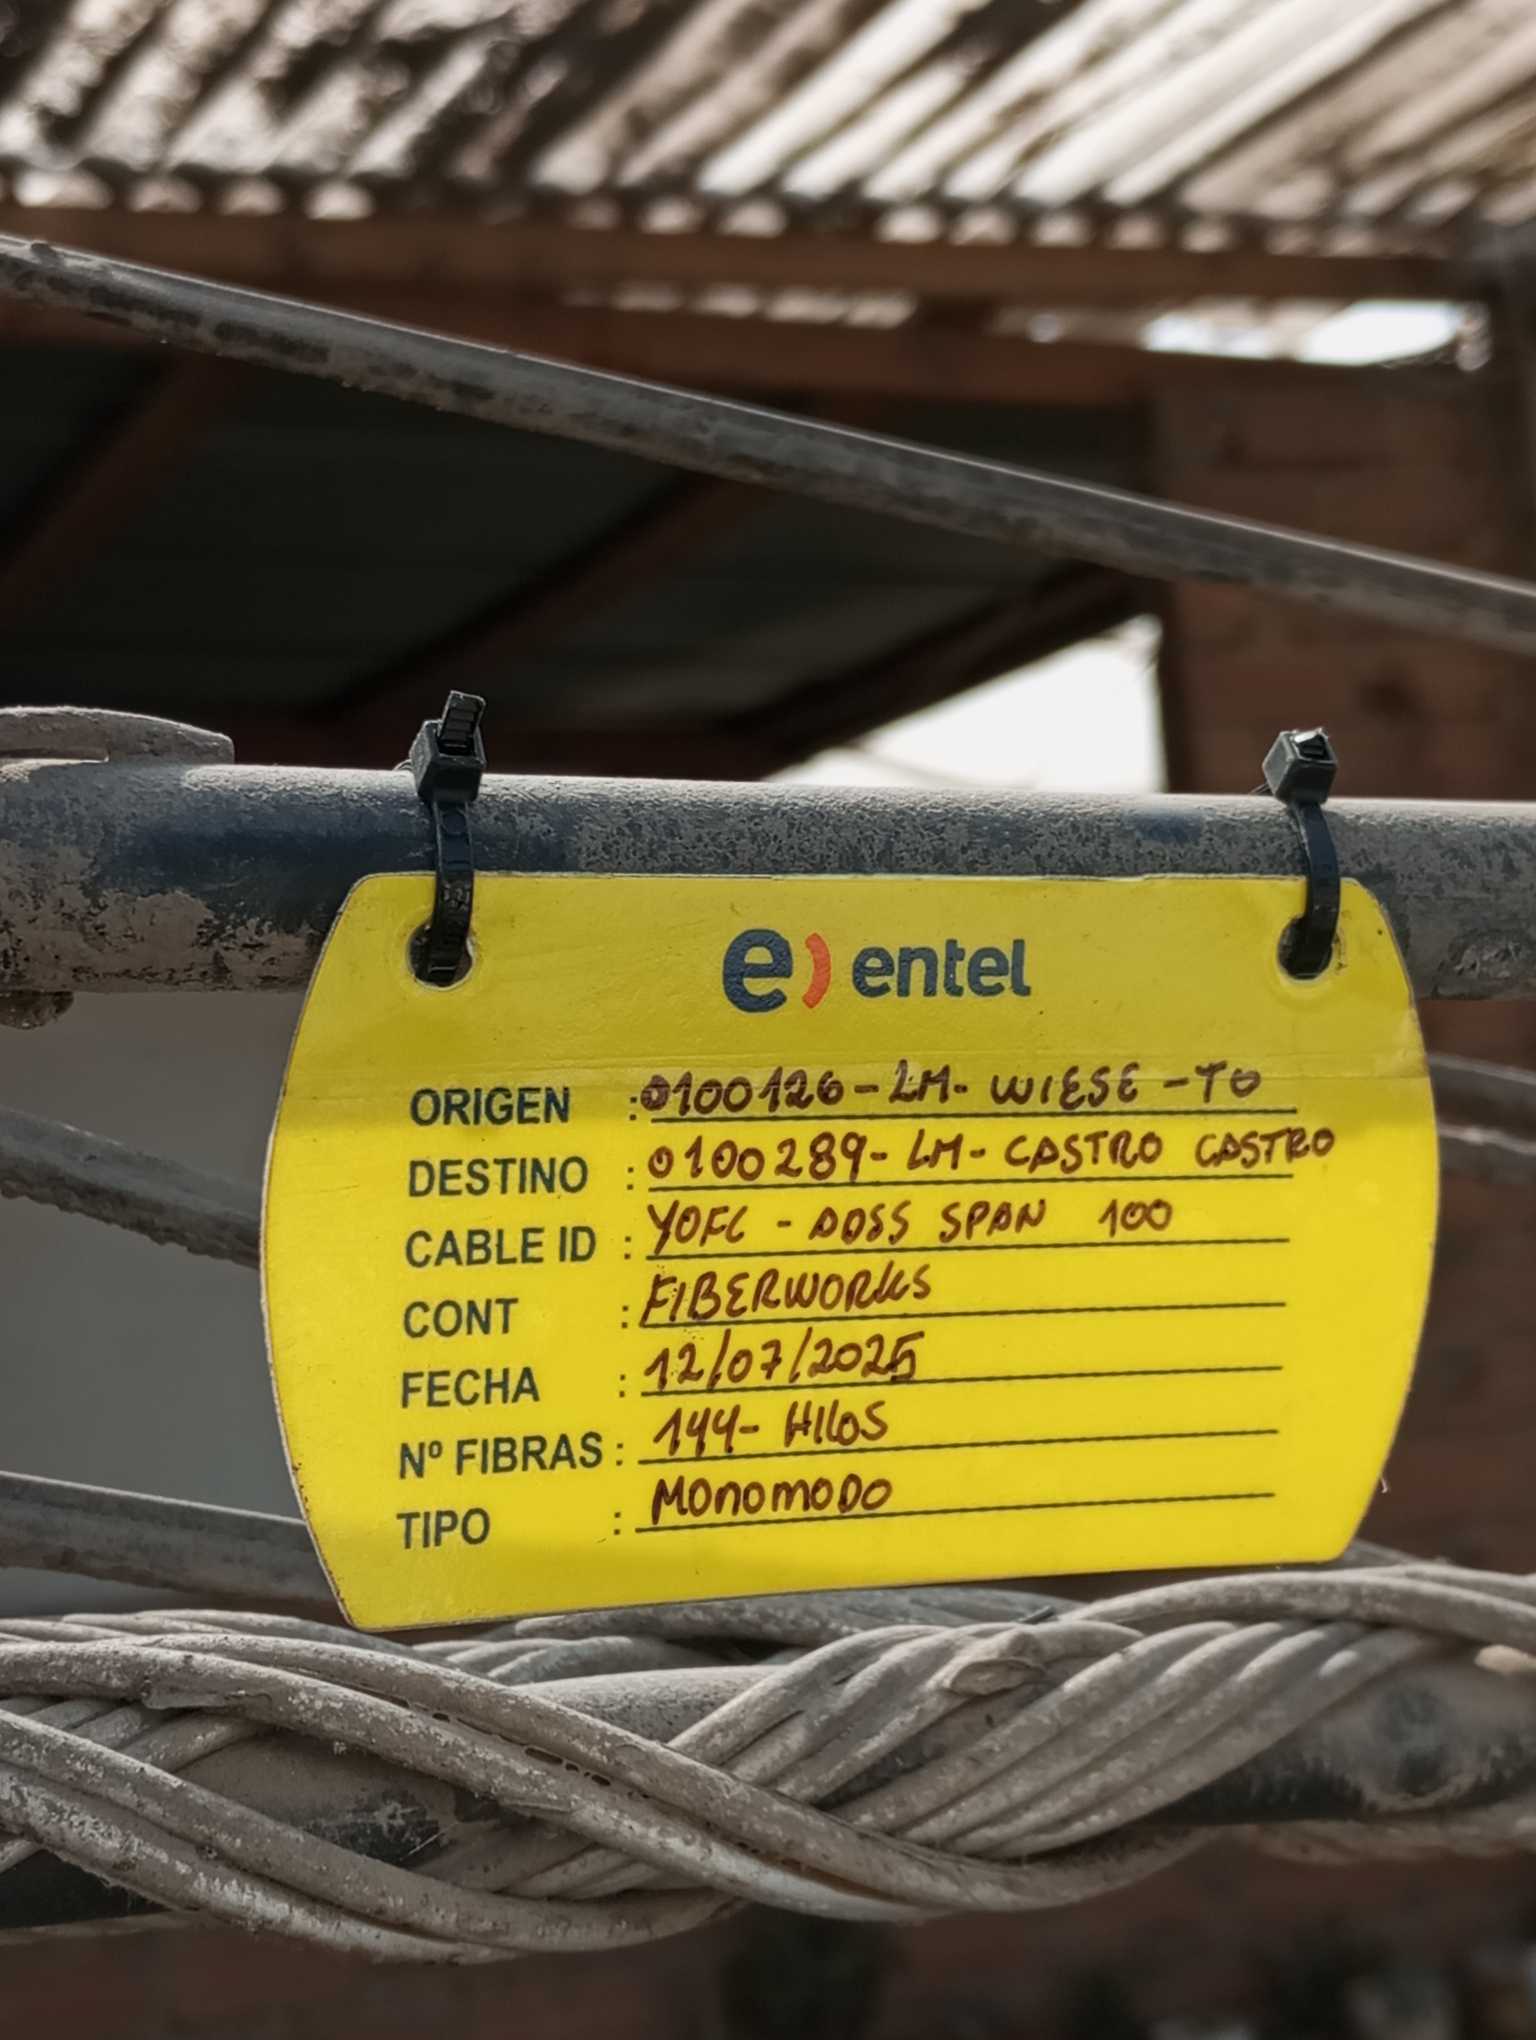 e) entel
ORIGEN : 0100126-LM-WIESE-TO
DESTINO : 0100289-LM-CASTRO CASTRO
CABLE ID : YOFC - ADSS SPAN 100
CONT : FIBERWORKS
FECHA : 12/07/2025
Nº FIBRAS : 144- HILOS
TIPO : MONOMODO